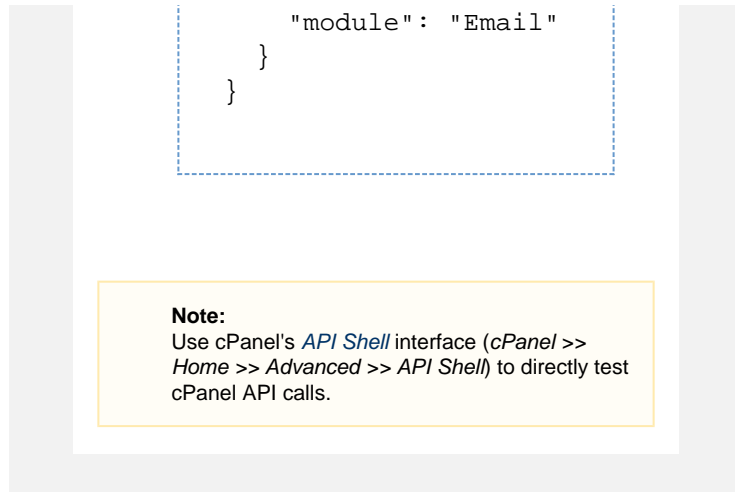 "module": "Email"
}
}
Note:
Use cPanel's API Shell interface (cPanel >>
Home >> Advanced >> API Shell) to directly test
cPanel API calls.